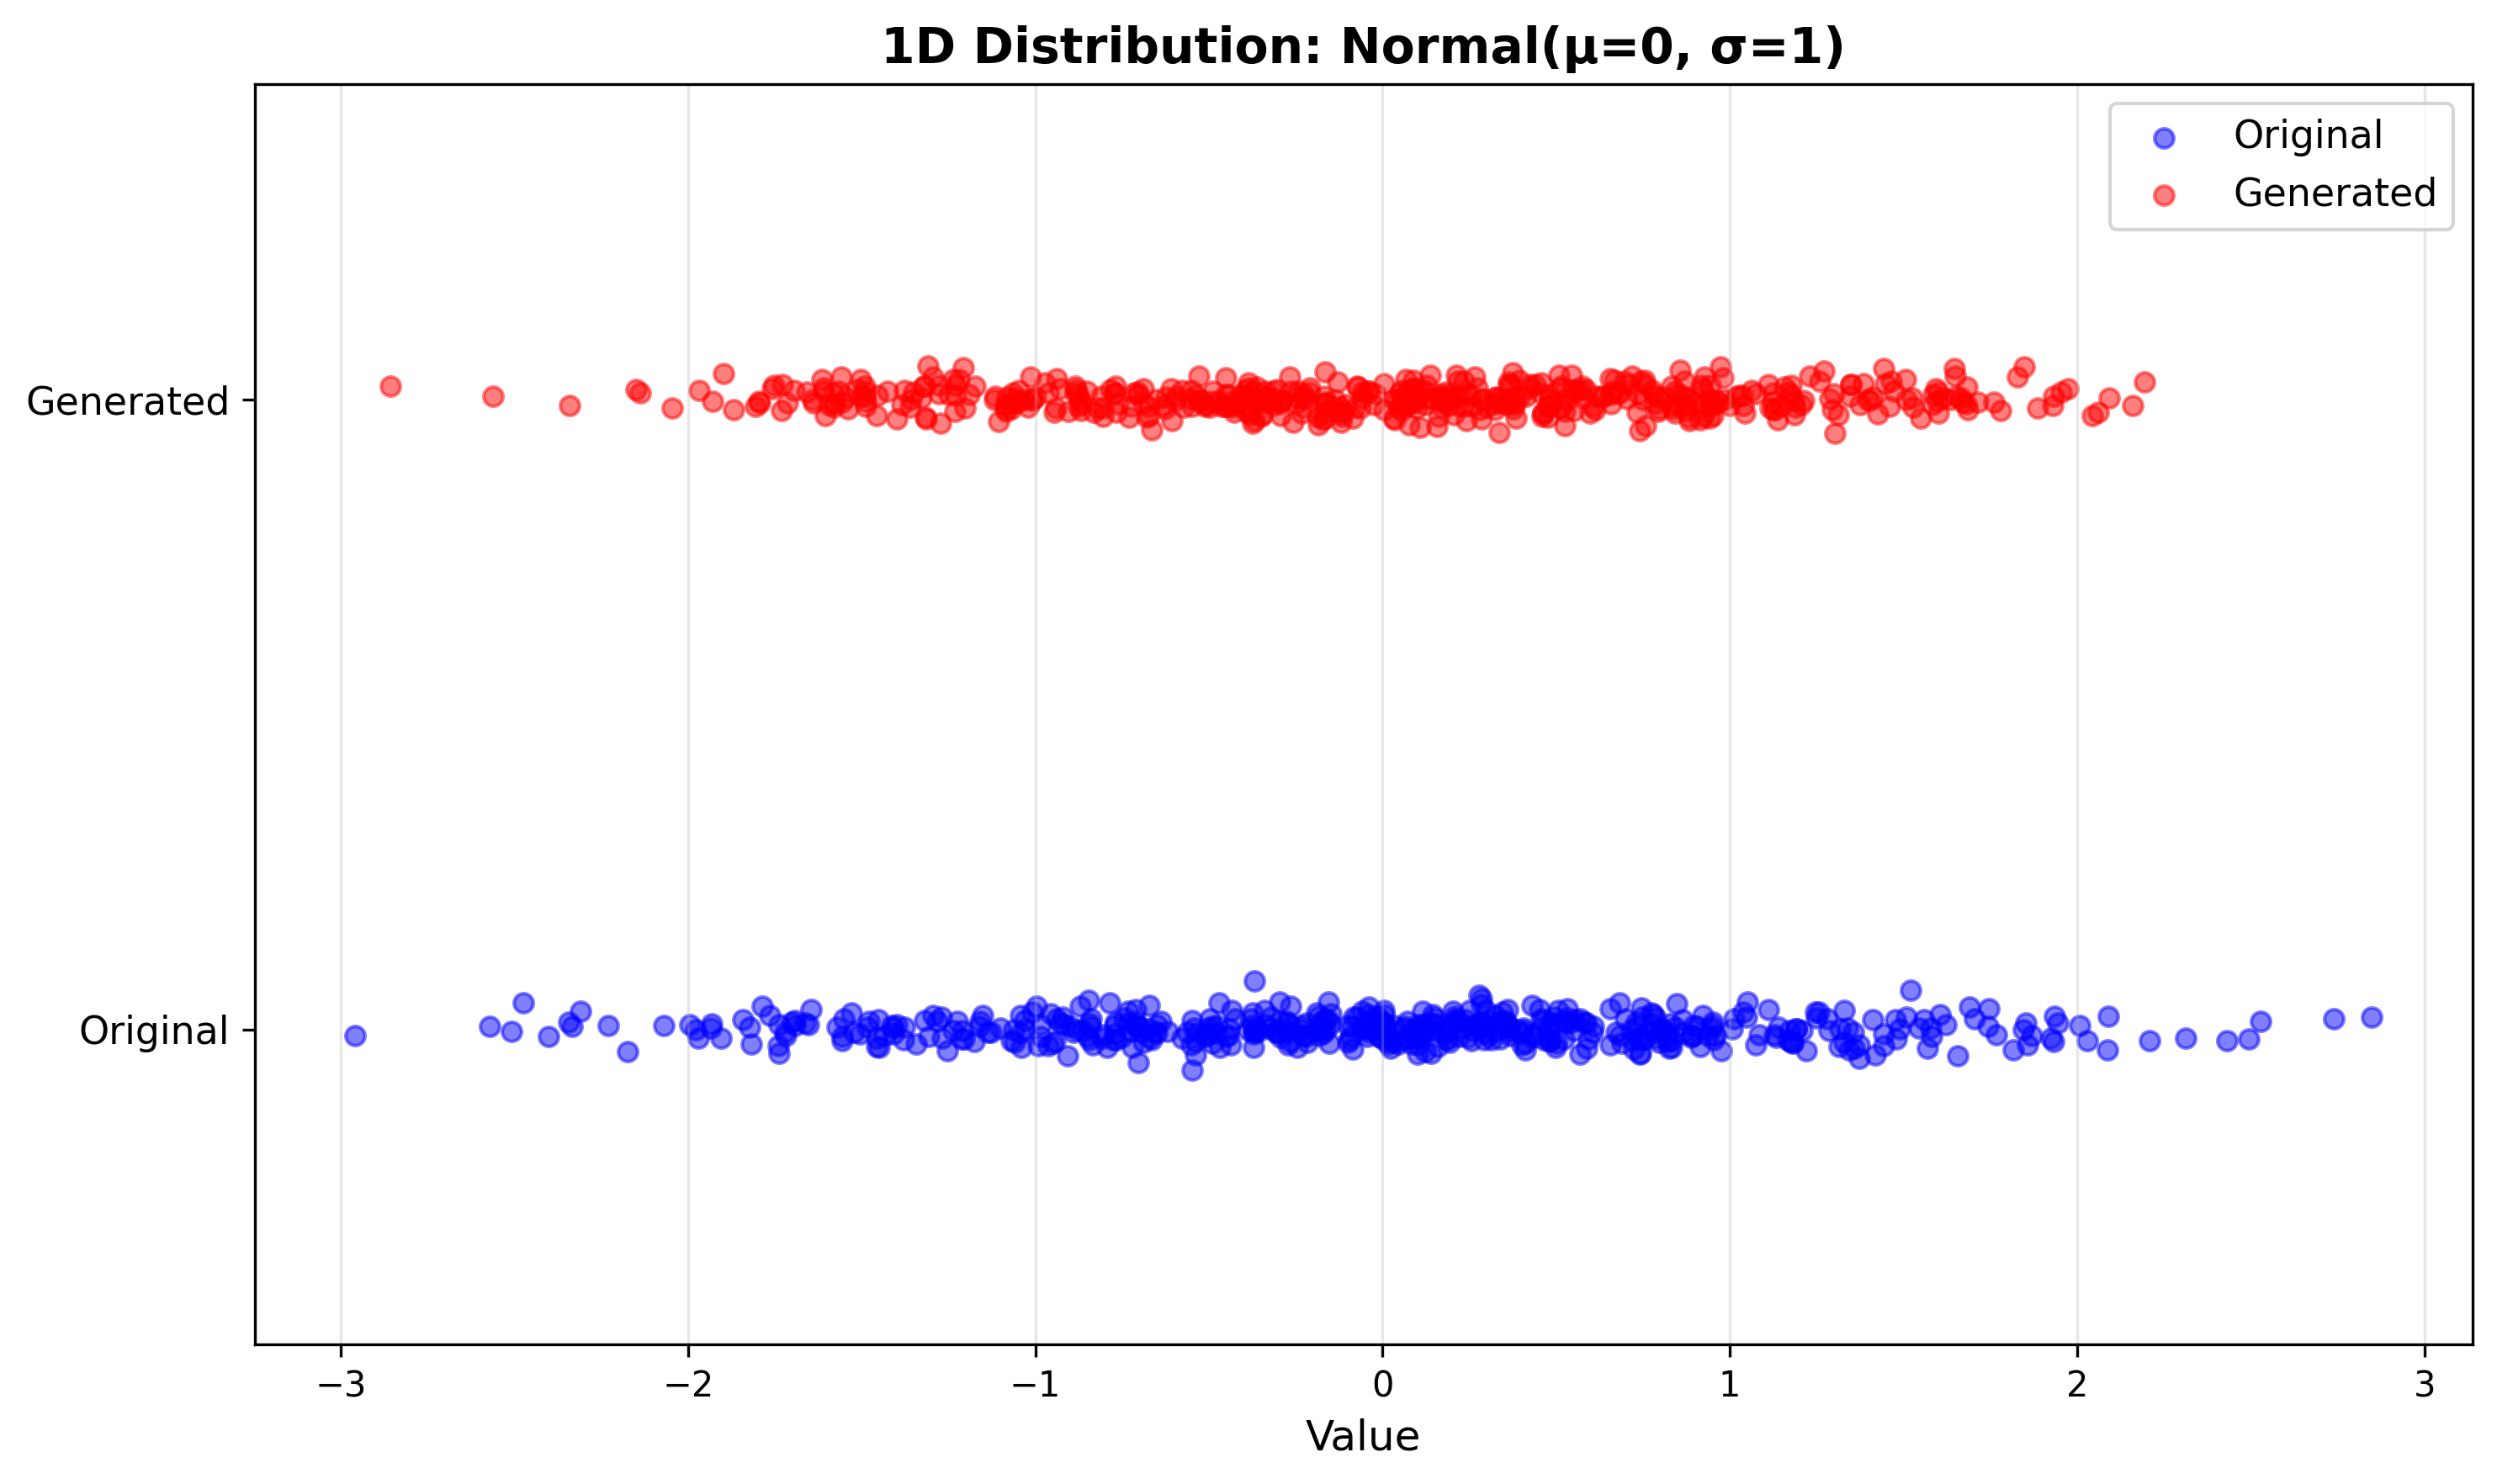 1D Distribution: Normal(μ=0, σ=1)
Original
Generated
Generated
Original
−3 −2 −1 0 1 2 3
Value